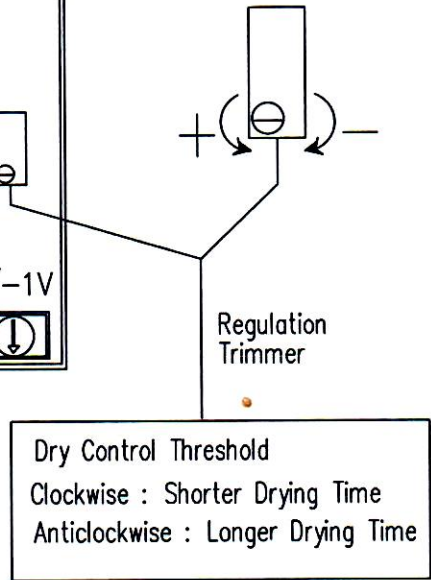 + −
-1V
Regulation
Trimmer
Dry Control Threshold
Clockwise : Shorter Drying Time
Anticlockwise : Longer Drying Time